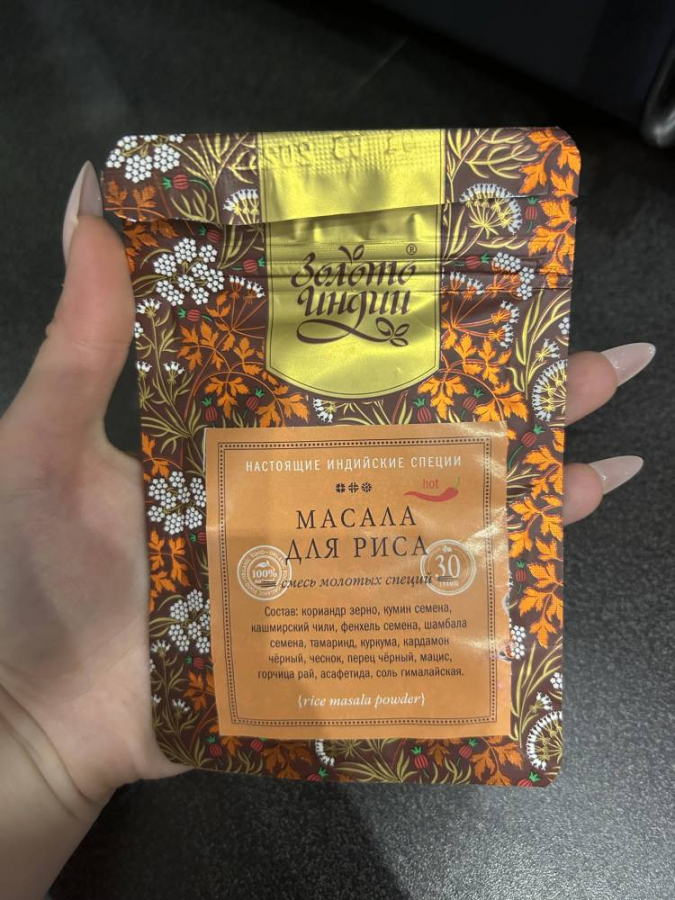 Золото
Индии
®
НАСТОЯЩИЕ ИНДИЙСКИЕ СПЕЦИИ
hot
МАСАЛА
ДЛЯ РИСА
100%
30
смесь молотых специй
Состав: кориандр зерно, кумин семена,
кашмирский чили, фенхель семена, шамбала
семена, тамаринд, куркума, кардамон
чёрный, чеснок, перец чёрный, мацис,
горчица рай, асафетида, соль гималайская.
{rice masala powder}